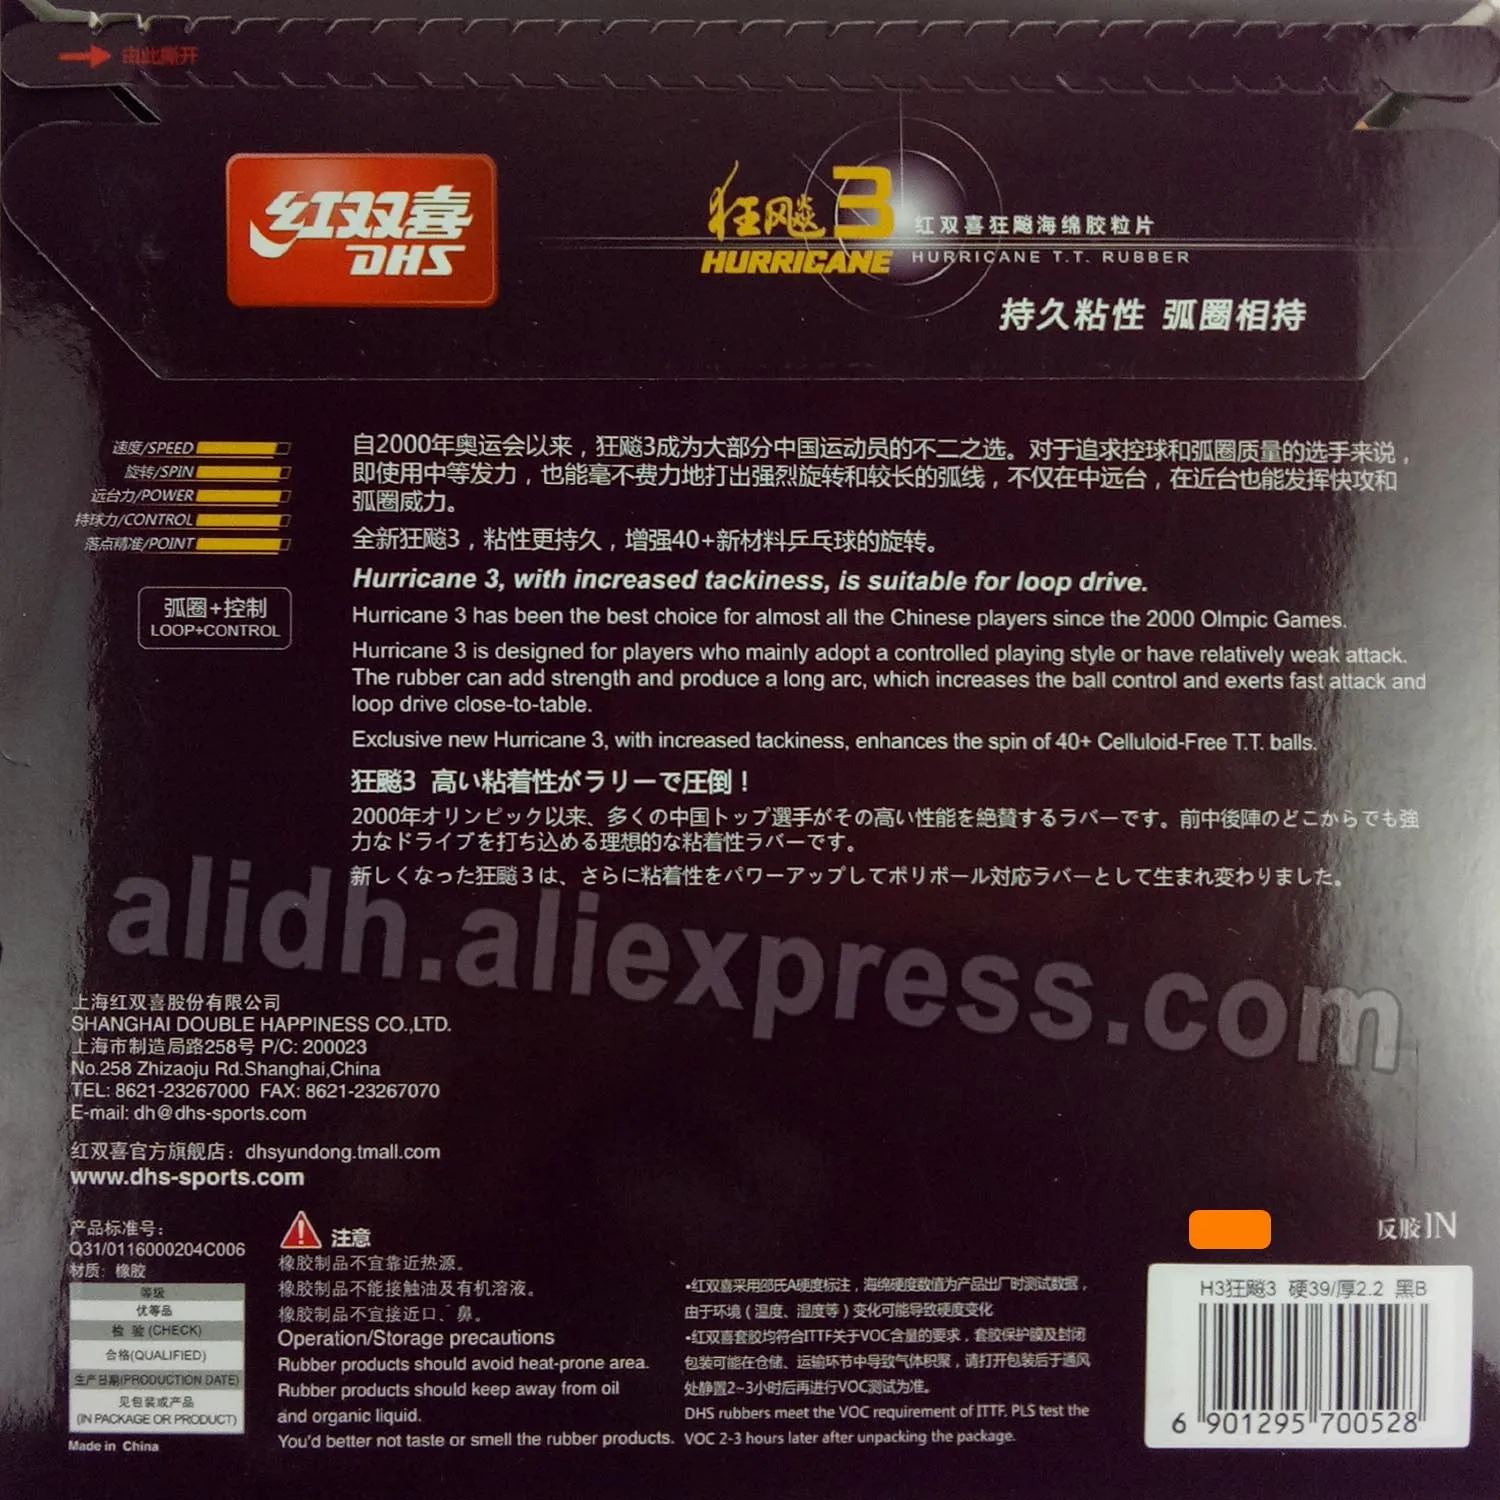 由此撕开
红双喜
DHS
狂飚3
HURRICANE
红双喜狂飚海绵胶粒片
HURRICANE T.T. RUBBER
持久粘性 弧圈相持
速度/SPEED
旋转/SPIN
远台力/POWER
持球力/CONTROL
落点精准/POINT
弧圈+控制
LOOP+CONTROL
自2000年奥运会以来，狂飚3成为大部分中国运动员的不二之选。对于追求控球和弧圈质量的选手来说，
即使用中等发力，也能毫不费力地打出强烈旋转和较长的弧线，不仅在中远台，在近台也能发挥快攻和
弧圈威力。
全新狂飚3，粘性更持久，增强40+新材料乒乓球的旋转。
Hurricane 3, with increased tackiness, is suitable for loop drive.
Hurricane 3 has been the best choice for almost all the Chinese players since the 2000 Olmpic Games.
Hurricane 3 is designed for players who mainly adopt a controlled playing style or have relatively weak attack.
The rubber can add strength and produce a long arc, which increases the ball control and exerts fast attack and
loop drive close-to-table.
Exclusive new Hurricane 3, with increased tackiness, enhances the spin of 40+ Celluloid-Free T.T. balls.
狂飚3 高い粘着性がラリーで圧倒！
2000年オリンピック以来、多くの中国トップ選手がその高い性能を絶賛するラバーです。前中後陣のどこからでも強
力なドライブを打ち込める理想的な粘着性ラバーです。
新しくなった狂飚３は、さらに粘着性をパワーアップしてポリボール対応ラバーとして生まれ変わりました。
alidh.aliexpress.com
上海红双喜股份有限公司
SHANGHAI DOUBLE HAPPINESS CO.,LTD.
上海市制造局路258号 P/C: 200023
No.258 Zhizaoju Rd.Shanghai,China
TEL: 8621-23267000 FAX: 8621-23267070
E-mail: dh@dhs-sports.com
红双喜官方旗舰店：dhsyundong.tmall.com
www.dhs-sports.com
产品标准号：
Q31/0116000204C006
材质：橡胶
等级
优等品
检 验 (CHECK)
合格(QUALIFIED)
生产日期(PRODUCTION DATE)
见包装或产品
(IN PACKAGE OR PRODUCT)
Made in China
注意
橡胶制品不宜靠近热源。
橡胶制品不能接触油及有机溶液。
橡胶制品不宜接近口、鼻。
Operation/Storage precautions
Rubber products should avoid heat-prone area.
Rubber products should keep away from oil
and organic liquid.
You'd better not taste or smell the rubber products.
•红双喜采用邵氏A硬度标注，海绵硬度数值为产品出厂时测试数据，
由于环境（温度、湿度等）变化可能导致硬度变化
•红双喜套胶均符合ITTF关于VOC含量的要求，套胶保护膜及封闭
包装可能在仓储、运输环节中导致气体积聚，请打开包装后于通风
处静置2~3小时后再进行VOC测试为准。
DHS rubbers meet the VOC requirement of ITTF. PLS test the
VOC 2-3 hours later after unpacking the package.
反胶IN
H3狂飚3 硬39/厚2.2 黑B
6 901295 700528